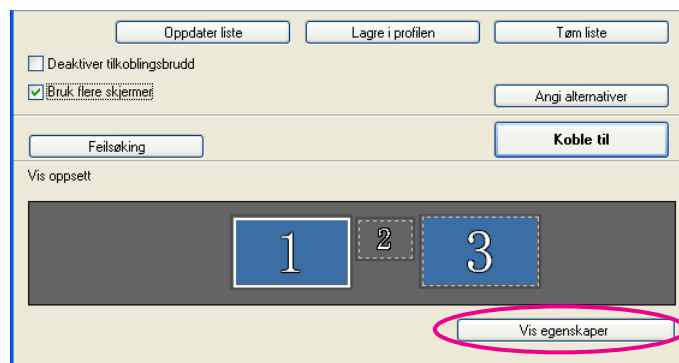 Oppdater liste Lagre i profilen Tøm liste
Deaktiver tilkoblingsbrudd
Bruk flere skjermer
Angi alternativer
Koble til
Feilsøking
Vis oppsett
1 2 3
Vis egenskaper